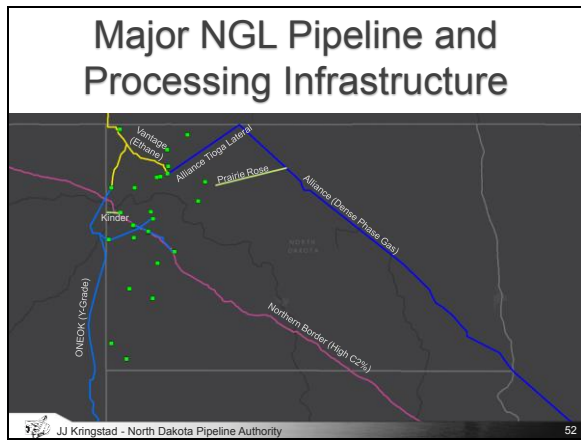 Major NGL Pipeline and
Processing Infrastructure
Vantage
(Ethane)
Alliance Tioga Lateral
Prairie Rose
Alliance (Dense Phase Gas)
Kinder
NORTH
DAKOTA
ONEOK (Y-Grade)
Northern Border (High C2%)
JJ Kringstad - North Dakota Pipeline Authority
52